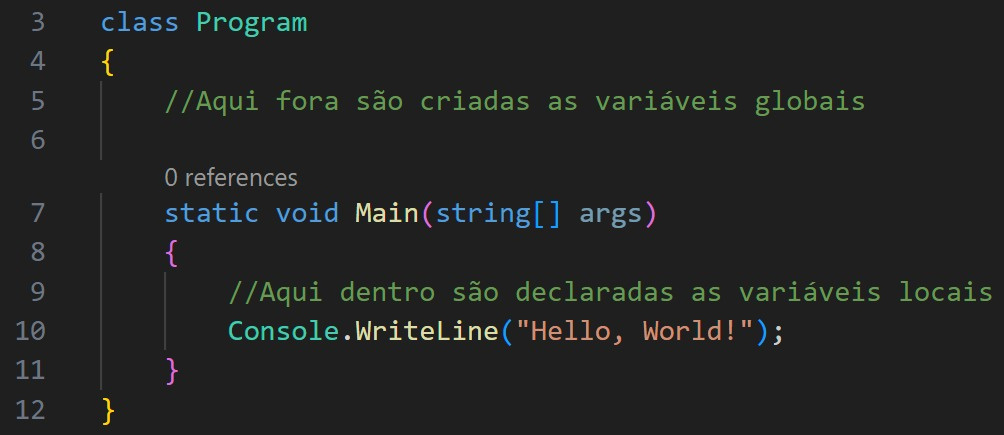 3 class Program
4 {
5 //Aqui fora são criadas as variáveis globais
6
0 references
7 static void Main(string[] args)
8 {
9 //Aqui dentro são declaradas as variáveis locais
10 Console.WriteLine("Hello, World!");
11 }
12 }